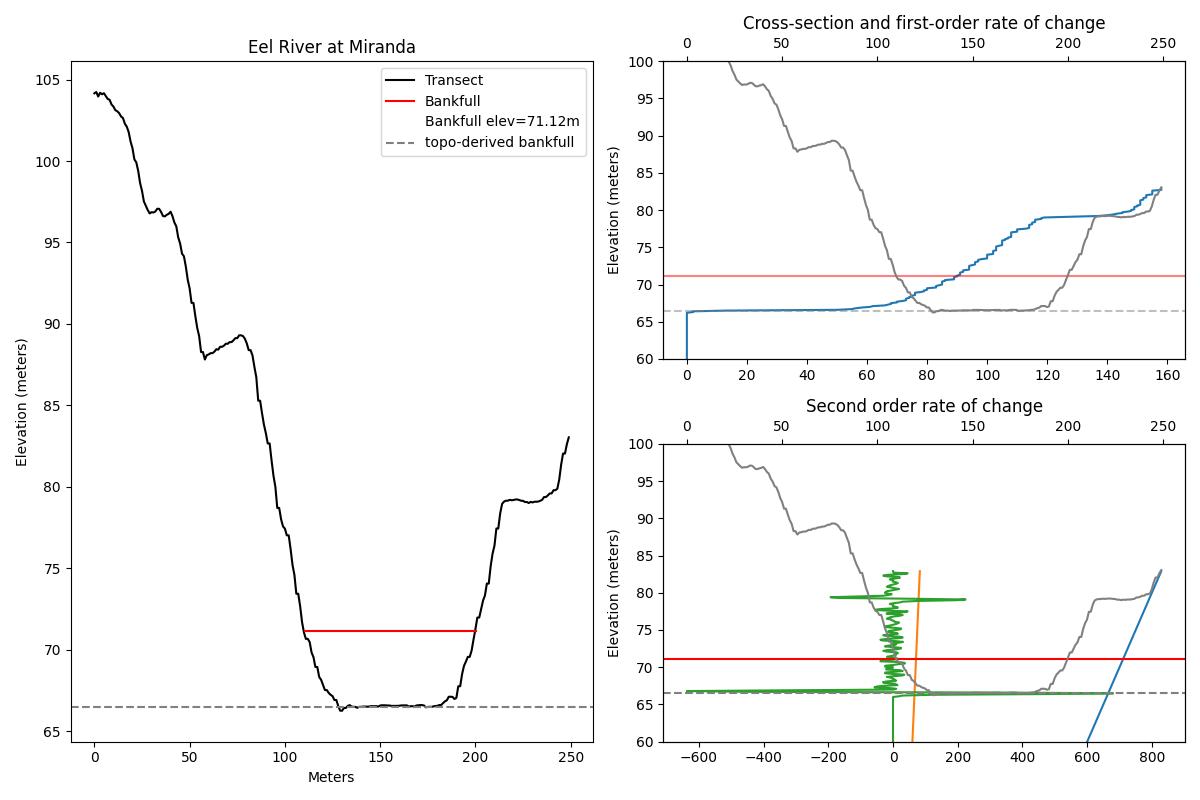 Eel River at Miranda
Transect
Bankfull
Bankfull elev=71.12m
topo-derived bankfull
105
100
95
90
85
80
75
70
65
Elevation (meters)
0 50 100 150 200 250
Meters
Cross-section and first-order rate of change
0 50 100 150 200 250
100
95
90
85
80
75
70
65
60
Elevation (meters)
0 20 40 60 80 100 120 140 160
Second order rate of change
0 50 100 150 200 250
100
95
90
85
80
75
70
65
60
Elevation (meters)
−600 −400 −200 0 200 400 600 800